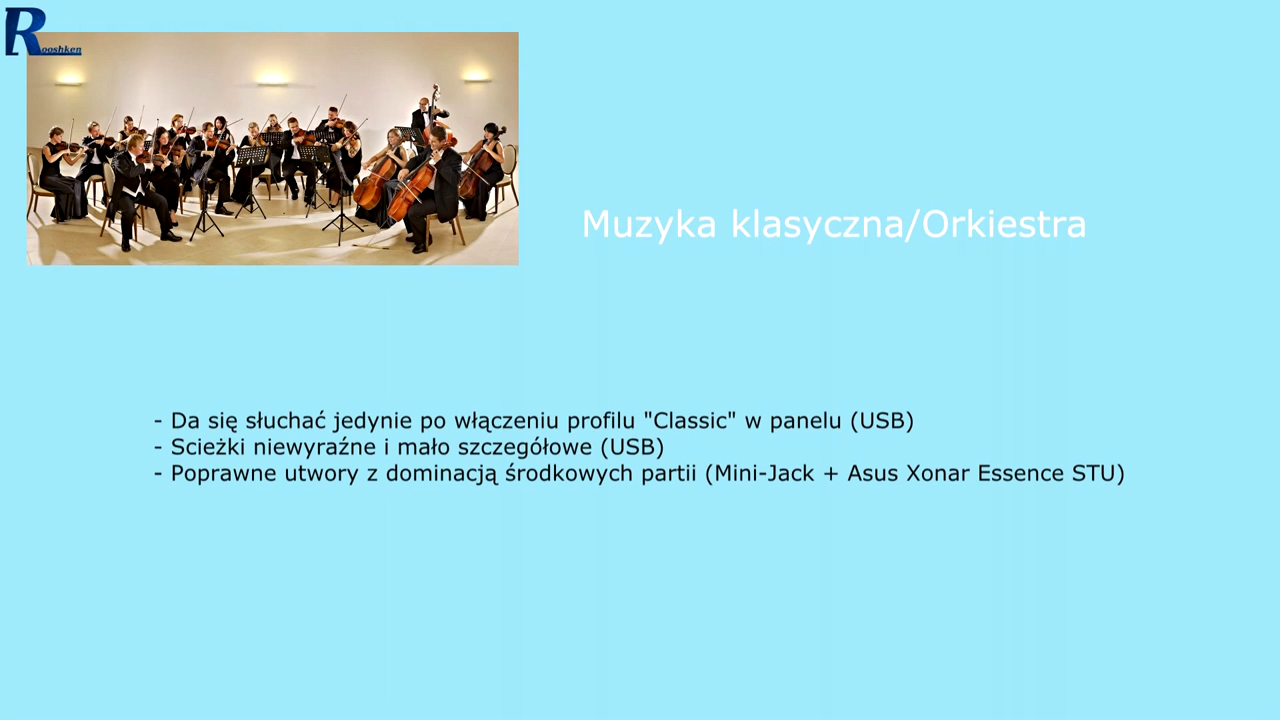 Rooshken
Muzyka klasyczna/Orkiestra
- Da się słuchać jedynie po włączeniu profilu "Classic" w panelu (USB)
- Scieżki niewyraźne i mało szczegółowe (USB)
- Poprawne utwory z dominacją środkowych partii (Mini-Jack + Asus Xonar Essence STU)